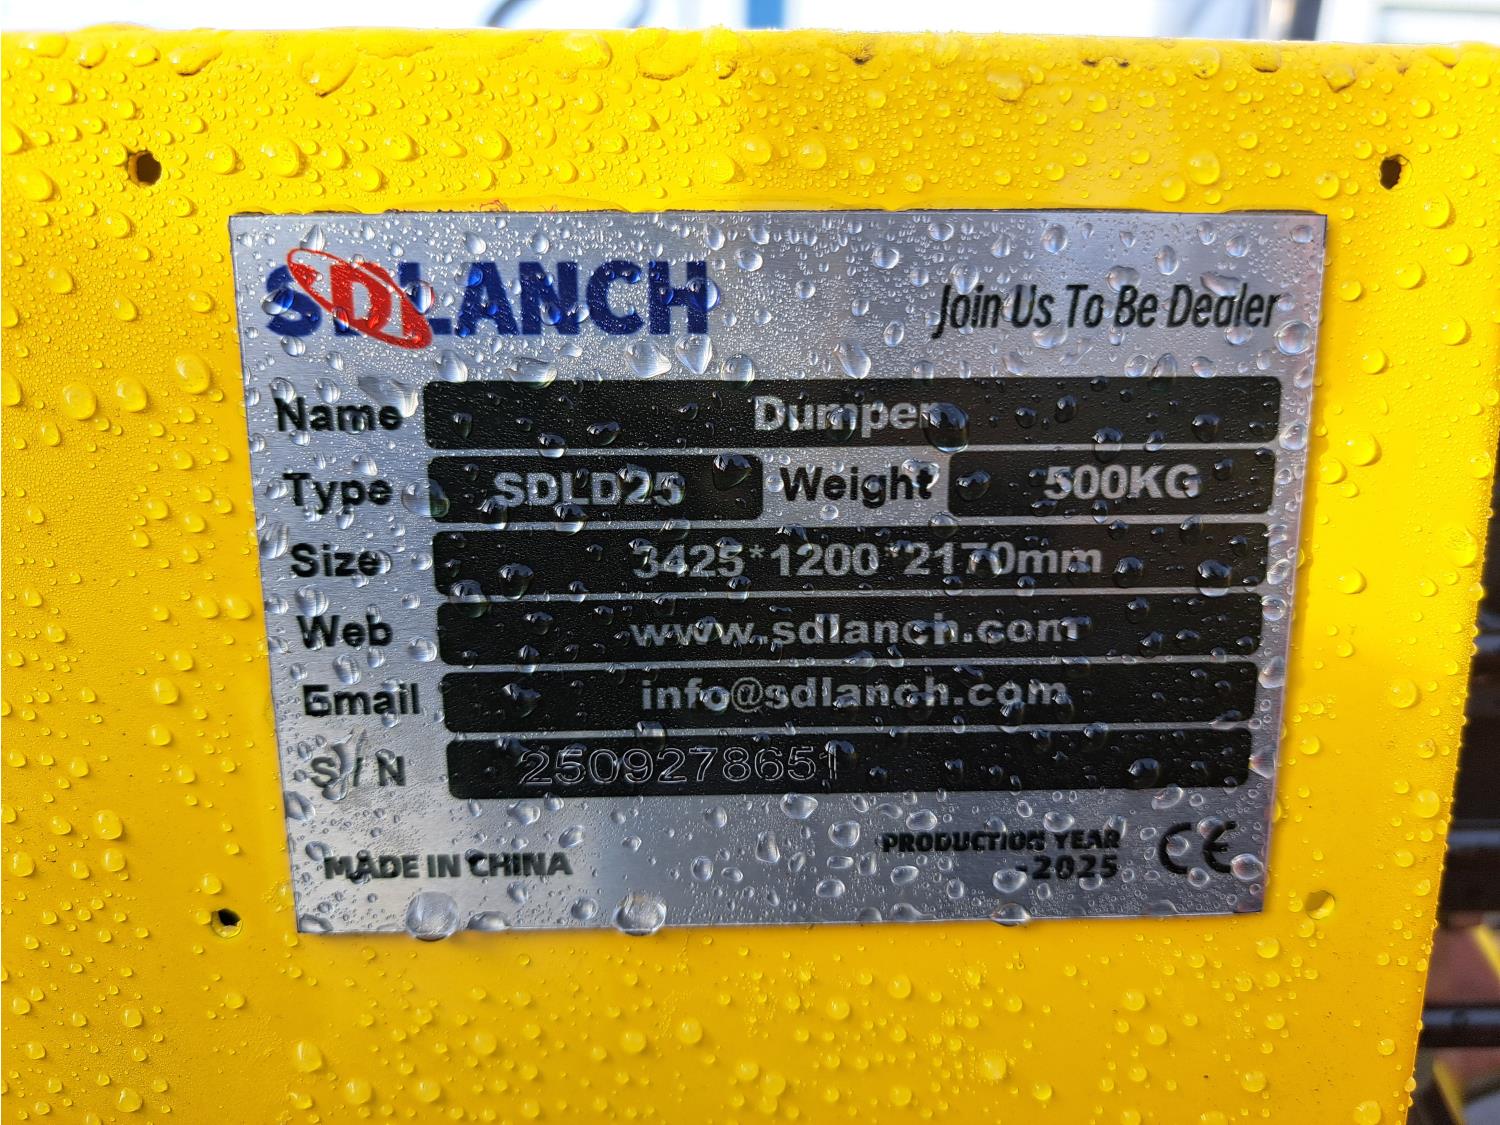 SDLANCH
Join Us To Be Dealer
Name Dumper
Type SDLD25 Weight 500KG
Size 3425*1200*2170mm
Web www.sdlanch.com
Email info@sdlanch.com
S/N 2509278651
MADE IN CHINA
PRODUCTION YEAR
-2025
CE